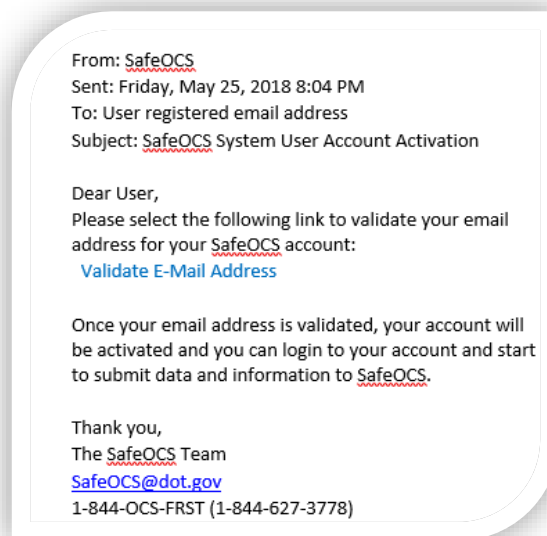 From: SafeOCS
Sent: Friday, May 25, 2018 8:04 PM
To: User registered email address
Subject: SafeOCS System User Account Activation
Dear User,
Please select the following link to validate your email
address for your SafeOCS account:
Validate E-Mail Address
Once your email address is validated, your account will
be activated and you can login to your account and start
to submit data and information to SafeOCS.
Thank you,
The SafeOCS Team
SafeOCS@dot.gov
1-844-OCS-FRST (1-844-627-3778)